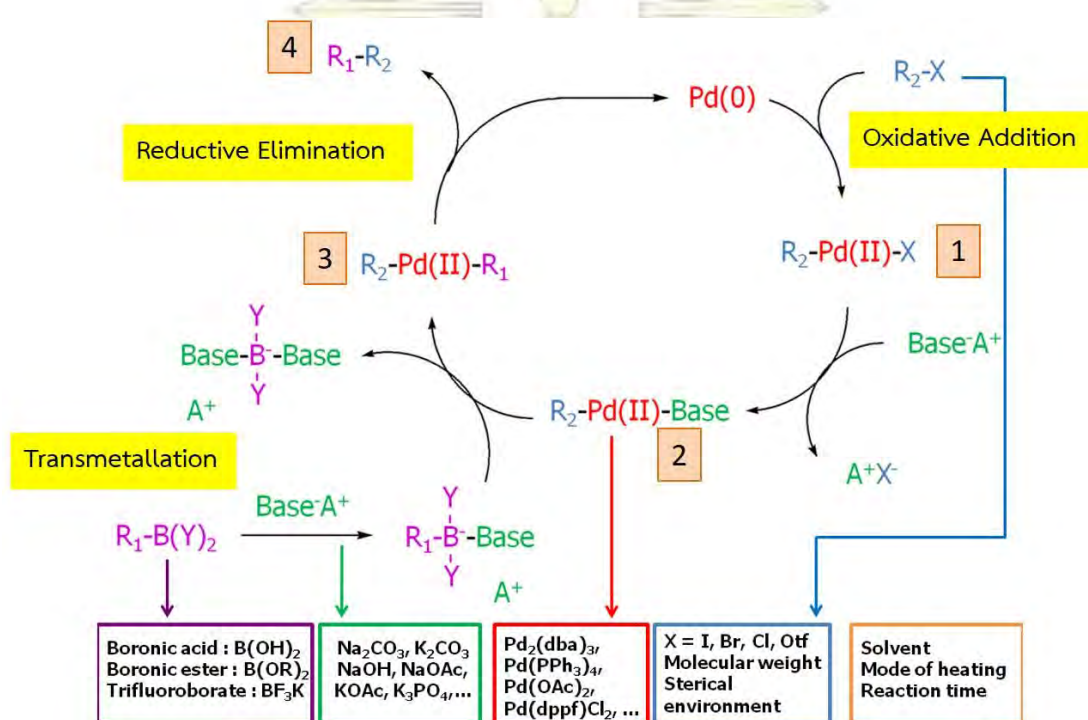 4
R₁-R₂
Pd(0)
R₂-X
Reductive Elimination
Oxidative Addition
3
R₂-Pd(II)-R₁
R₂-Pd(II)-X
1
Y
Base-B⁻-Base
Y
A⁺
Base⁻A⁺
R₂-Pd(II)-Base
2
A⁺X⁻
Transmetallation
Base⁻A⁺
R₁-B(Y)₂
Y
R₁-B⁻-Base
Y
A⁺
Boronic acid : B(OH)₂
Boronic ester : B(OR)₂
Trifluoroborate : BF₃K
Na₂CO₃, K₂CO₃
NaOH, NaOAc,
KOAc, K₃PO₄,...
Pd₂(dba)₃,
Pd(PPh₃)₄,
Pd(OAc)₂,
Pd(dppf)Cl₂, ...
X = I, Br, Cl, Otf
Molecular weight
Sterical
environment
Solvent
Mode of heating
Reaction time